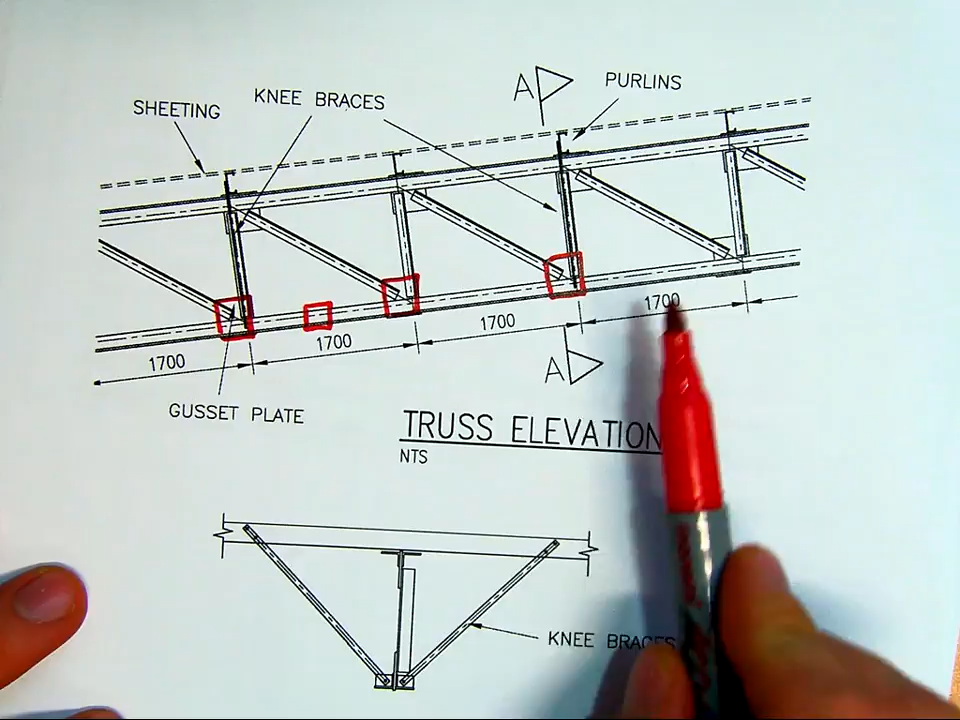 A
PURLINS
KNEE BRACES
SHEETING
1700
1700
1700
1700
A
GUSSET PLATE
TRUSS ELEVATION
NTS
KNEE BRACES